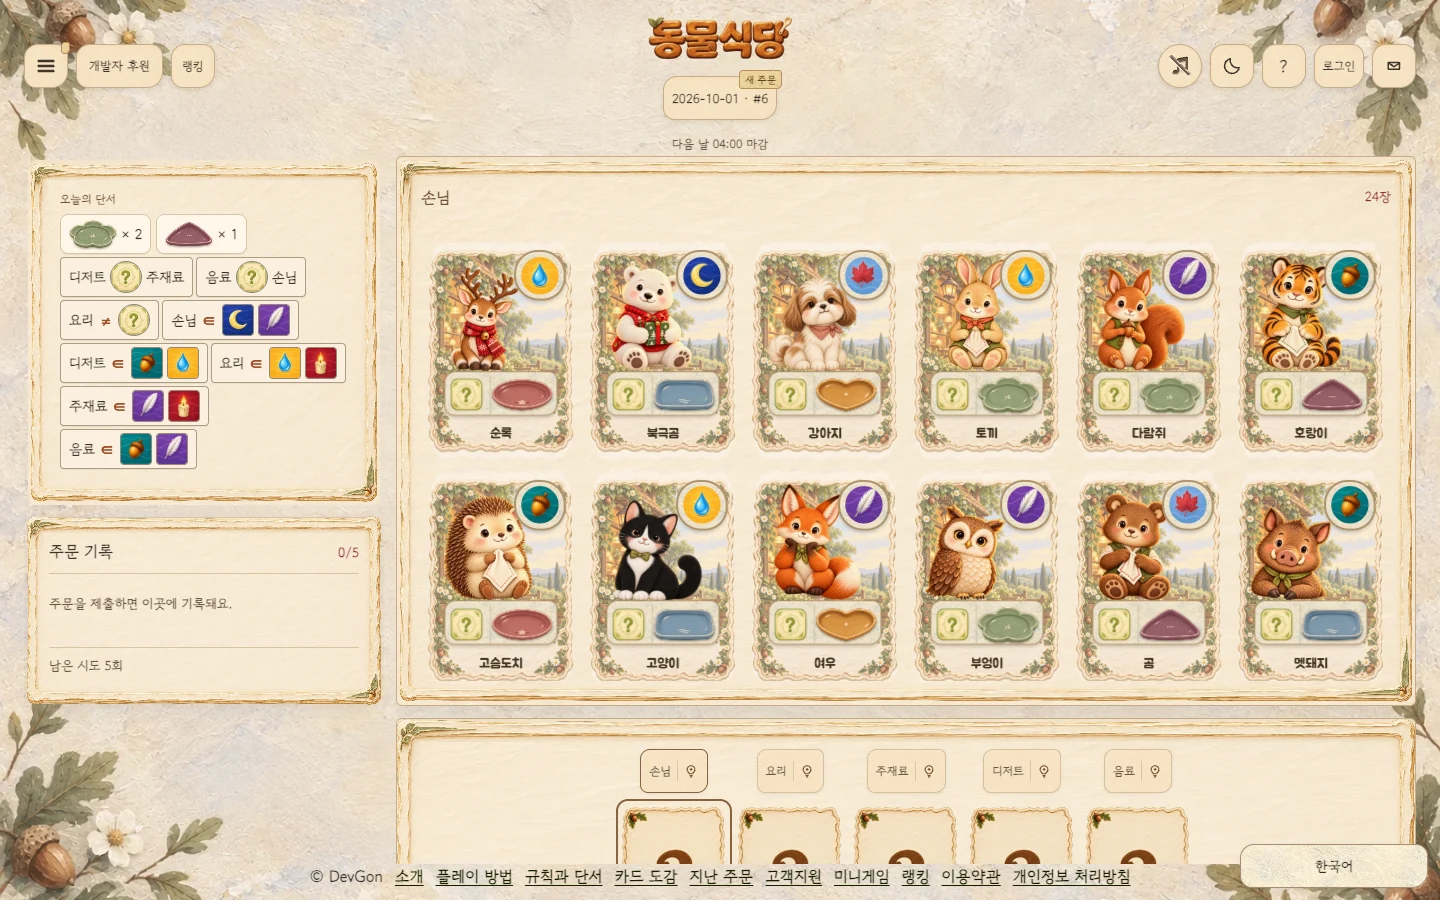 동물식당
개발자 후원
랭킹
새 주문
2026-10-01 · #6
다음 날 04:00 마감
?
로그인
오늘의 단서
× 2
× 1
디저트 ? 주재료
음료 ? 손님
요리 ≠ ?
손님 ∈
디저트 ∈
요리 ∈
주재료 ∈
음료 ∈
주문 기록
0/5
주문을 제출하면 이곳에 기록돼요.
남은 시도 5회
손님
24장
?
순록
?
북극곰
?
강아지
?
토끼
?
다람쥐
?
호랑이
?
고슴도치
?
고양이
?
여우
?
부엉이
?
곰
?
멧돼지
손님
요리
주재료
디저트
음료
© DevGon 소개 플레이 방법 규칙과 단서 카드 도감 지난 주문 고객지원 미니게임 랭킹 이용약관 개인정보 처리방침
한국어